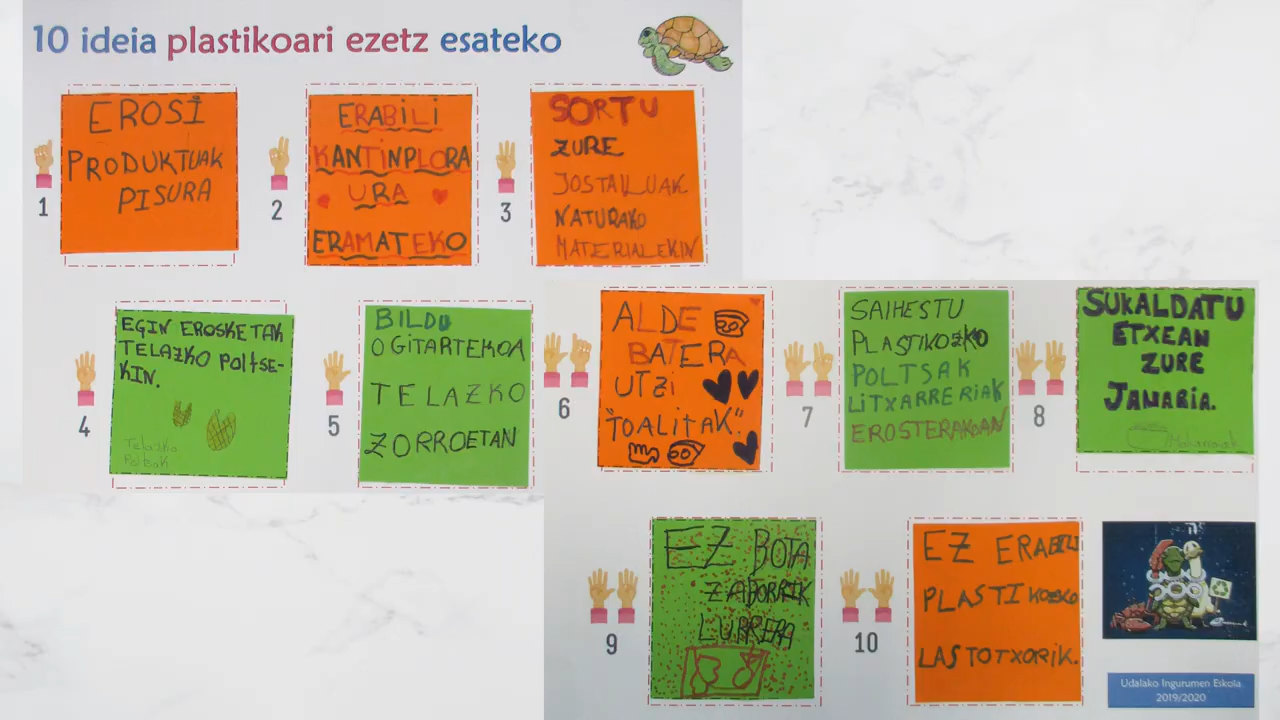 10 ideia plastikoari ezetz esateko
EROSI
PRODUKTUAK
PISURA
1
ERABiLi
KANTiNPLORA
URA
ERAMATEKO
2
SORTU
ZURE
JOSTAILUAK
NATURAKO
MATERIALEKIN
3
EGIN EROSKETAK
TELAZKO POLTSE-
KIN.
Telazko
Poltsak
4
BILDU
OGITARTEKOA
TELAZKO
ZORROETAN
5
ALDE
BATERA
UTZi
"TOALITAK".
6
SAIHESTU
PLASTIKOZKO
POLTSAK
LITXARRERIAK
EROSTERAKOAN
7
SUKALDATU
ETXEAN
ZURE
JANARIA.
8
EZ BOTA
ZABORRIK
LURRERA
9
EZ ERABILI
PLASTIKOZKO
LASTOTXORIK.
10
Udalako Ingurumen Eskola
2019/2020